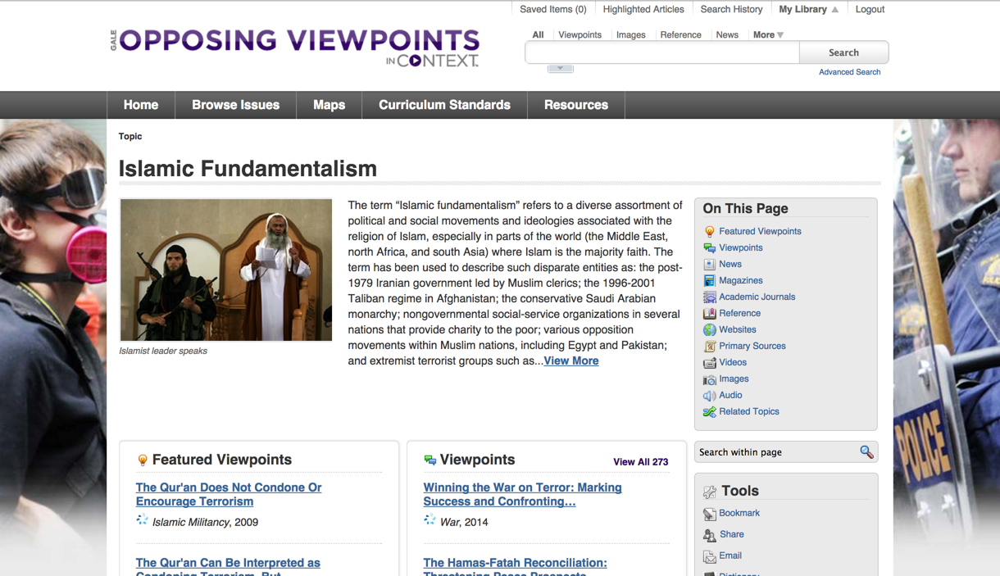 Saved Items (0) Highlighted Articles Search History My Library Logout
GALE
OPPOSING VIEWPOINTS
IN CONTEXT
All Viewpoints Images Reference News More
Search
Advanced Search
Home Browse Issues Maps Curriculum Standards Resources
Topic
Islamic Fundamentalism
Islamist leader speaks
The term “Islamic fundamentalism” refers to a diverse assortment of
political and social movements and ideologies associated with the
religion of Islam, especially in parts of the world (the Middle East,
north Africa, and south Asia) where Islam is the majority faith. The
term has been used to describe such disparate entities as: the post-
1979 Iranian government led by Muslim clerics; the 1996-2001
Taliban regime in Afghanistan; the conservative Saudi Arabian
monarchy; nongovernmental social-service organizations in several
nations that provide charity to the poor; various opposition
movements within Muslim nations, including Egypt and Pakistan;
and extremist terrorist groups such as...View More
On This Page
Featured Viewpoints
Viewpoints
News
Magazines
Academic Journals
Reference
Websites
Primary Sources
Videos
Images
Audio
Related Topics
Featured Viewpoints
The Qur'an Does Not Condone Or
Encourage Terrorism
Islamic Militancy, 2009
The Qur'an Can Be Interpreted as
Condoning Terrorism, But
Viewpoints
View All 273
Winning the War on Terror: Marking
Success and Confronting…
War, 2014
The Hamas-Fatah Reconciliation:
Threatening Peace Prospects
Search within page
Tools
Bookmark
Share
Email
Dictionary
POLICE